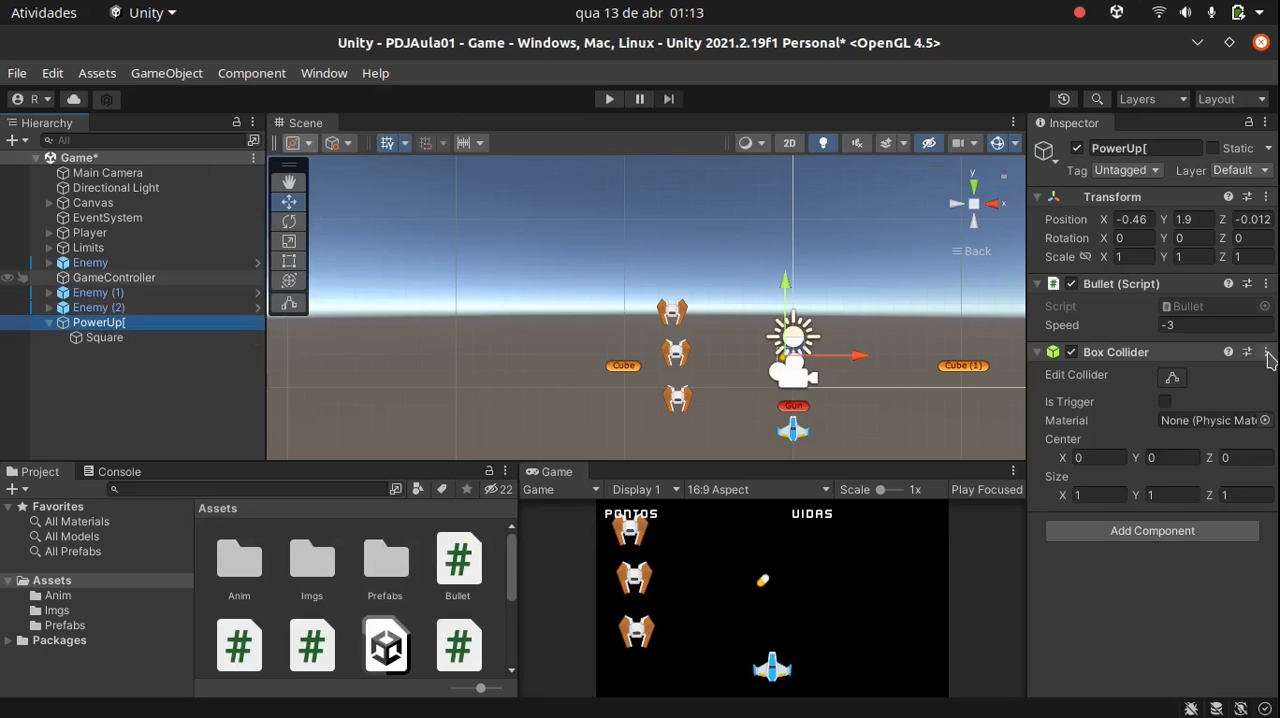 Atividades
Unity
qua 13 de abr 01:13
Unity - PDJAula01 - Game - Windows, Mac, Linux - Unity 2021.2.19f1 Personal* <OpenGL 4.5>
File Edit Assets GameObject Component Window Help
R
Layers
Layout
Hierarchy
All
Game*
Main Camera
Directional Light
Canvas
EventSystem
Player
Limits
Enemy
GameController
Enemy (1)
Enemy (2)
PowerUp[
Square
Scene
2D
y
x
Back
Cube
Cube (1)
Gun
Inspector
PowerUp[
Static
Tag Untagged Layer Default
Transform
Position X -0.46 Y 1.9 Z -0.012
Rotation X 0 Y 0 Z 0
Scale X 1 Y 1 Z 1
Bullet (Script)
Script Bullet
Speed -3
Box Collider
Edit Collider
Is Trigger
Material None (Physic Mate
Center
X 0 Y 0 Z 0
Size
X 1 Y 1 Z 1
Add Component
Project Console
22
Favorites
All Materials
All Models
All Prefabs
Assets
Anim
Imgs
Prefabs
Packages
Assets
Anim Imgs Prefabs Bullet
Game
Game Display 1 16:9 Aspect Scale 1x Play Focused
PONTOS VIDAS